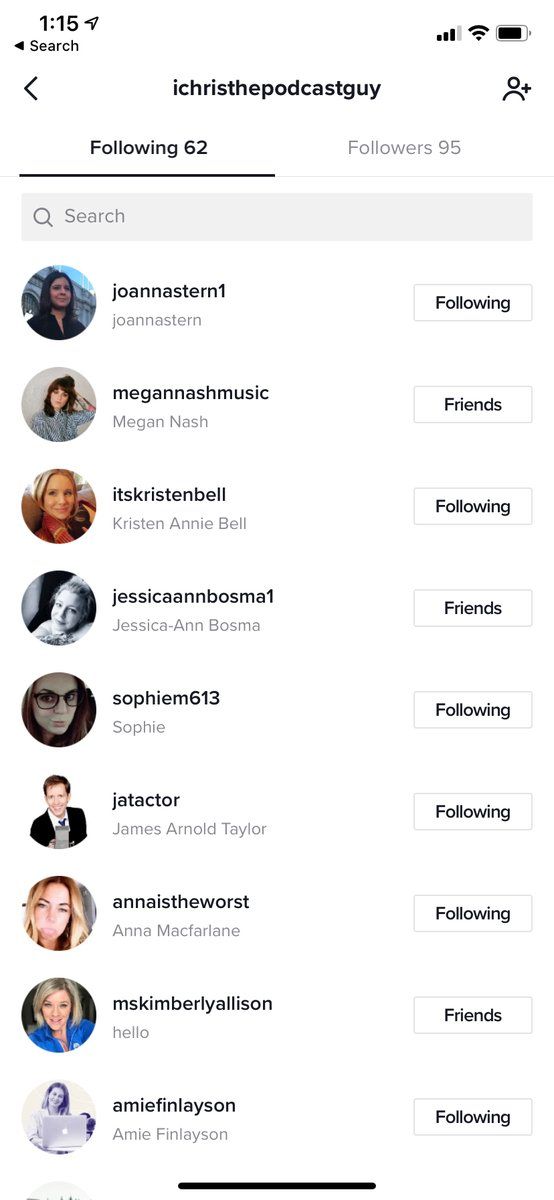 1:15
Search
ichristhepodcastguy
Following 62
Followers 95
Search
joannastern1
joannastern
Following
megannashmusic
Megan Nash
Friends
itskristenbell
Kristen Annie Bell
Following
jessicaannbosma1
Jessica-Ann Bosma
Friends
sophiem613
Sophie
Following
jatactor
James Arnold Taylor
Following
annaistheworst
Anna Macfarlane
Following
mskimberlyallison
hello
Friends
amiefinlayson
Amie Finlayson
Following